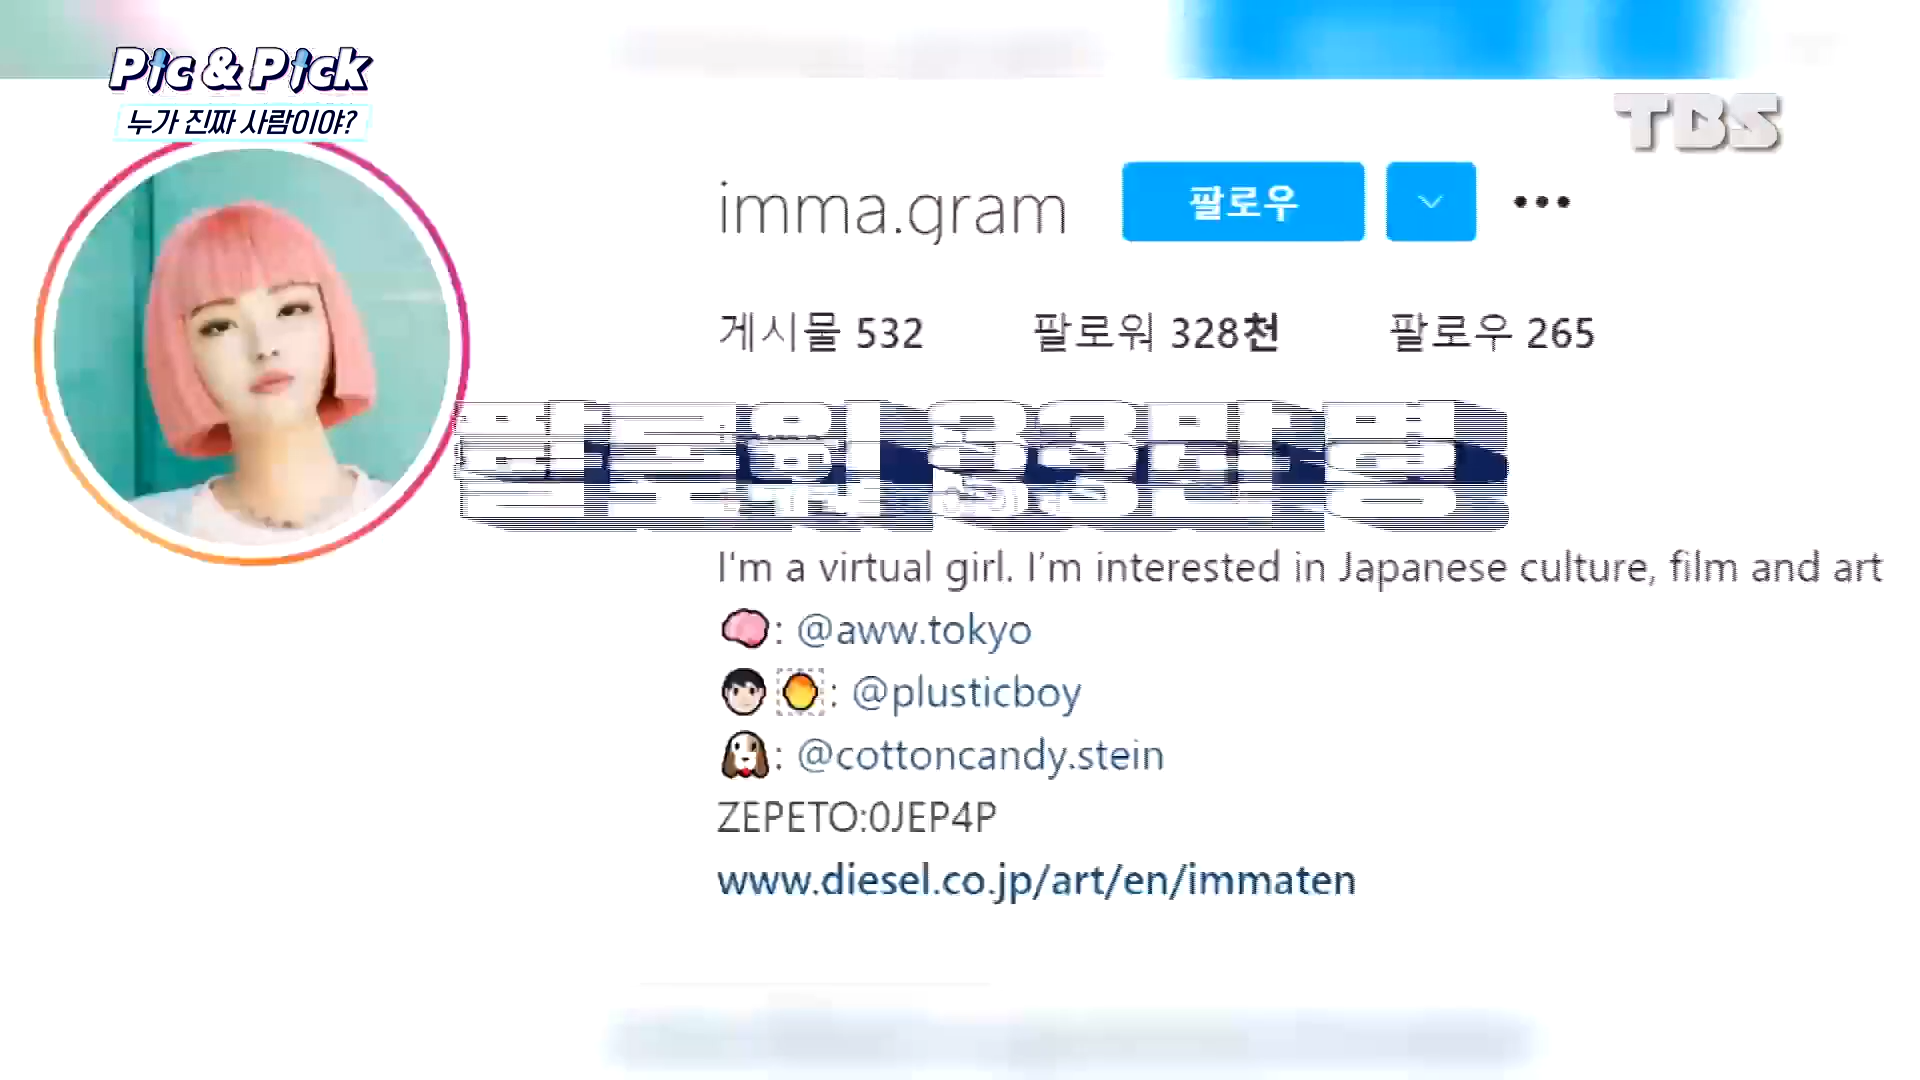 Pic & Pick
누가 진짜 사람이야?
TBS
imma.gram
팔로우
게시물 532
팔로워 328천
팔로우 265
팔로워 33만 명
I'm a virtual girl. I'm interested in Japanese culture, film and art
: @aww.tokyo
: @plusticboy
: @cottoncandy.stein
ZEPETO:0JEP4P
www.diesel.co.jp/art/en/immaten